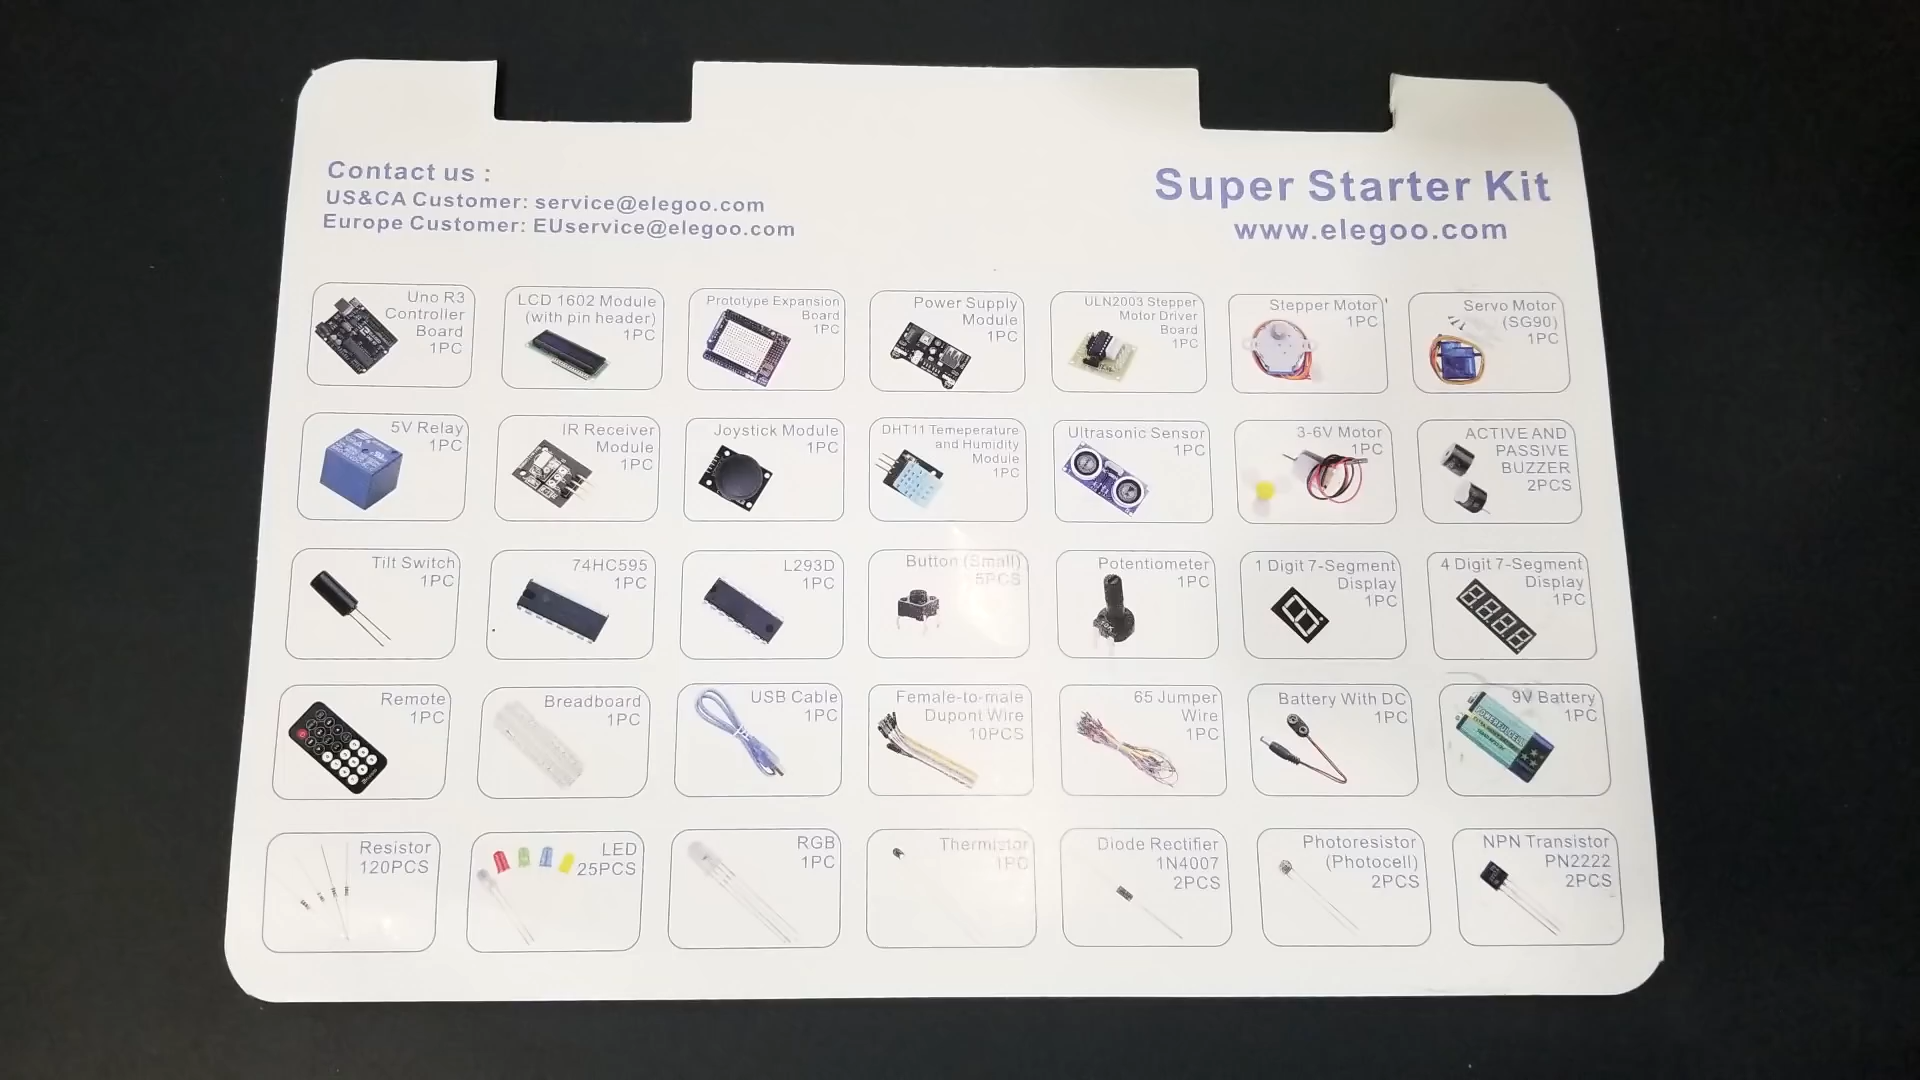 Contact us :
US&CA Customer: service@elegoo.com
Europe Customer: EUservice@elegoo.com
Super Starter Kit
www.elegoo.com
Uno R3
Controller
Board
1PC
LCD 1602 Module
(with pin header)
1PC
Prototype Expansion
Board
1PC
Power Supply
Module
1PC
ULN2003 Stepper
Motor Driver
Board
1PC
Stepper Motor
1PC
Servo Motor
(SG90)
1PC
5V Relay
1PC
IR Receiver
Module
1PC
Joystick Module
1PC
DHT11 Temeperature
and Humidity
Module
1PC
Ultrasonic Sensor
1PC
3-6V Motor
1PC
ACTIVE AND
PASSIVE
BUZZER
2PCS
Tilt Switch
1PC
74HC595
1PC
L293D
1PC
Button (Small)
5PCS
Potentiometer
1PC
1 Digit 7-Segment
Display
1PC
4 Digit 7-Segment
Display
1PC
Remote
1PC
Breadboard
1PC
USB Cable
1PC
Female-to-male
Dupont Wire
10PCS
65 Jumper
Wire
1PC
Battery With DC
1PC
9V Battery
1PC
POWERFULCELL
Resistor
120PCS
LED
25PCS
RGB
1PC
Thermistor
1PC
Diode Rectifier
1N4007
2PCS
Photoresistor
(Photocell)
2PCS
NPN Transistor
PN2222
2PCS